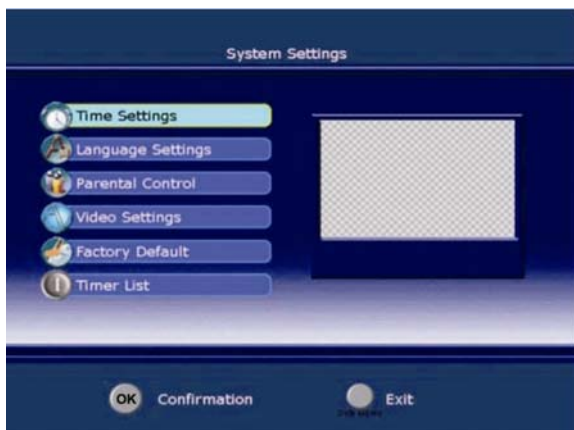 System Settings
Time Settings
Language Settings
Parental Control
Video Settings
Factory Default
Timer List
OK Confirmation
Exit